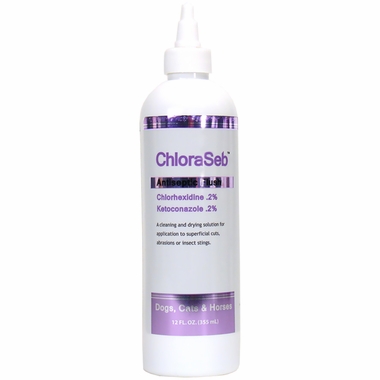 ChloraSeb™
Antiseptic Flush
Chlorhexidine .2%
Ketoconazole .2%
A cleaning and drying solution for
application to superficial cuts,
abrasions or insect stings.
Dogs, Cats & Horses
12 FL. OZ. (355 mL)